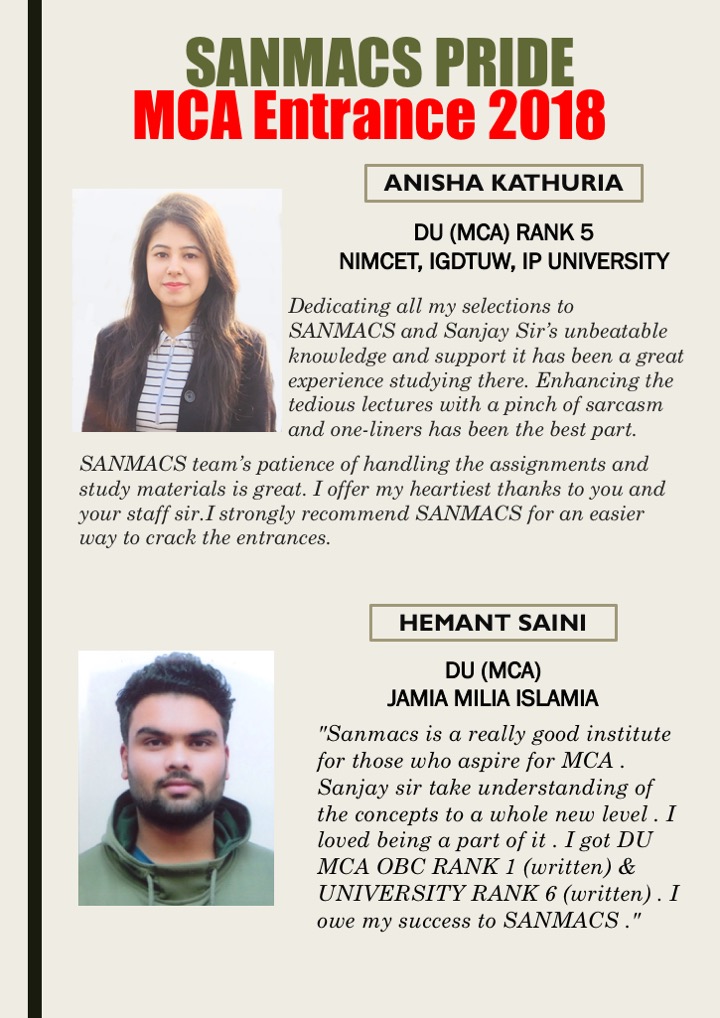 SANMACS PRIDE
MCA Entrance 2018
ANISHA KATHURIA
DU (MCA) RANK 5
NIMCET, IGDTUW, IP UNIVERSITY
Dedicating all my selections to
SANMACS and Sanjay Sir’s unbeatable
knowledge and support it has been a great
experience studying there. Enhancing the
tedious lectures with a pinch of sarcasm
and one-liners has been the best part.
SANMACS team’s patience of handling the assignments and
study materials is great. I offer my heartiest thanks to you and
your staff sir.I strongly recommend SANMACS for an easier
way to crack the entrances.
HEMANT SAINI
DU (MCA)
JAMIA MILIA ISLAMIA
"Sanmacs is a really good institute
for those who aspire for MCA .
Sanjay sir take understanding of
the concepts to a whole new level . I
loved being a part of it . I got DU
MCA OBC RANK 1 (written) &
UNIVERSITY RANK 6 (written) . I
owe my success to SANMACS ."